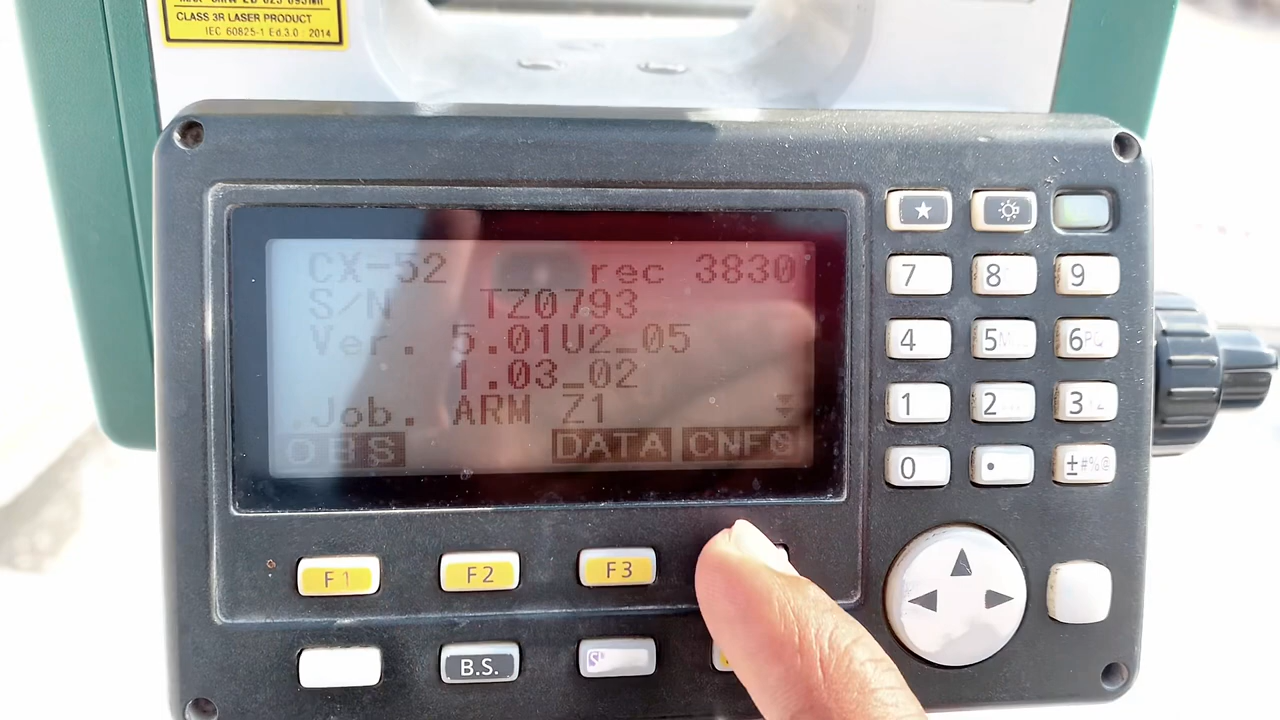 CLASS 3R LASER PRODUCT
IEC 60825-1 Ed.3.0 : 2014
CX-52 rec 3830
S/N TZ0793
Ver. 5.01U2_05
1.03_02
.Job. ARM Z1
OBS DATA CNFG
7 8 9
4 5 6PQ
1 2 3
0 . ±#%@
F1 F2 F3
B.S.